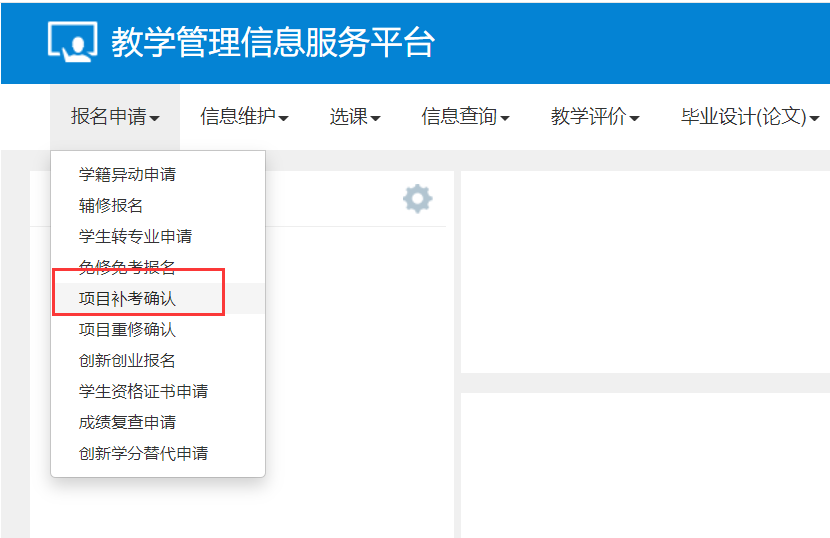 教学管理信息服务平台
报名申请 信息维护 选课 信息查询 教学评价 毕业设计(论文)
学籍异动申请
辅修报名
学生转专业申请
免修免考报名
项目补考确认
项目重修确认
创新创业报名
学生资格证书申请
成绩复查申请
创新学分替代申请